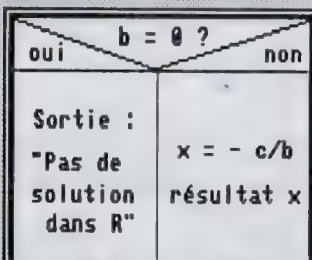 b = 0 ?
oui
non
Sortie :
"Pas de
solution
dans R"
x = - c/b
résultat x